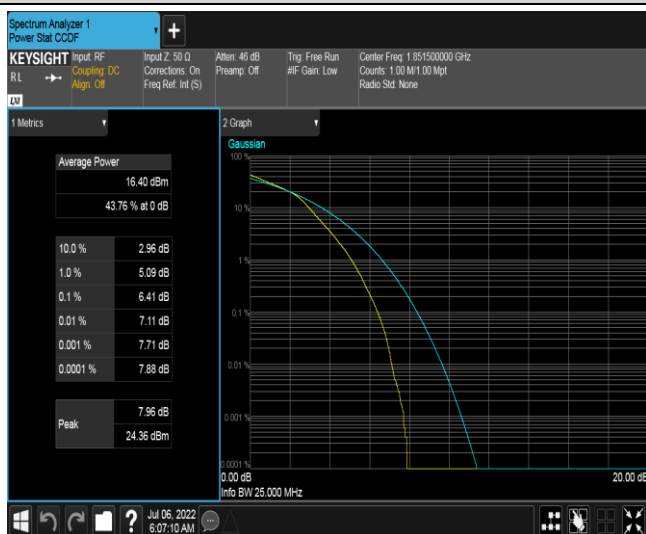 Spectrum Analyzer 1
Power Stat CCDF
KEYSIGHT
RL
LXI
Input: RF
Coupling: DC
Align: Off
Input Z: 50 Ω
Corrections: On
Freq Ref: Int (S)
Atten: 46 dB
Preamp: Off
Trig: Free Run
#IF Gain: Low
Center Freq: 1.851500000 GHz
Counts: 1.00 M/1.00 Mpt
Radio Std: None
1 Metrics
Average Power
16.40 dBm
43.76 % at 0 dB
10.0 % 2.96 dB
1.0 % 5.09 dB
0.1 % 6.41 dB
0.01 % 7.11 dB
0.001 % 7.71 dB
0.0001 % 7.88 dB
Peak
7.96 dB
24.36 dBm
2 Graph
Gaussian
100 %
10 %
1 %
0.1 %
0.01 %
0.001 %
0.0001 %
0.00 dB 20.00 dB
Info BW 25.000 MHz
?
Jul 06, 2022
6:07:10 AM